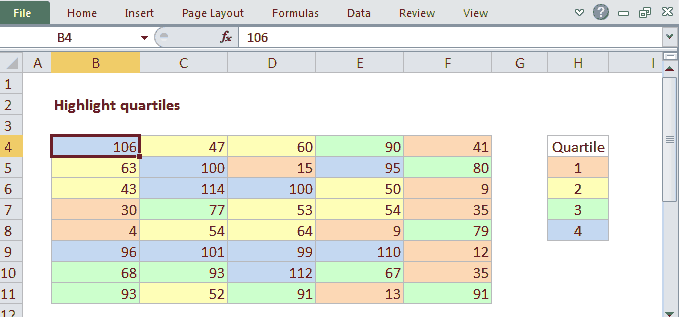 File Home Insert Page Layout Formulas Data Review View
B4 fx 106
A B C D E F G H I
1
2 Highlight quartiles
3
4 106 47 60 90 41 Quartile
5 63 100 15 95 80 1
6 43 114 100 50 9 2
7 30 77 53 54 35 3
8 4 54 64 9 79 4
9 96 101 99 110 12
10 68 93 112 67 35
11 93 52 91 13 91
12